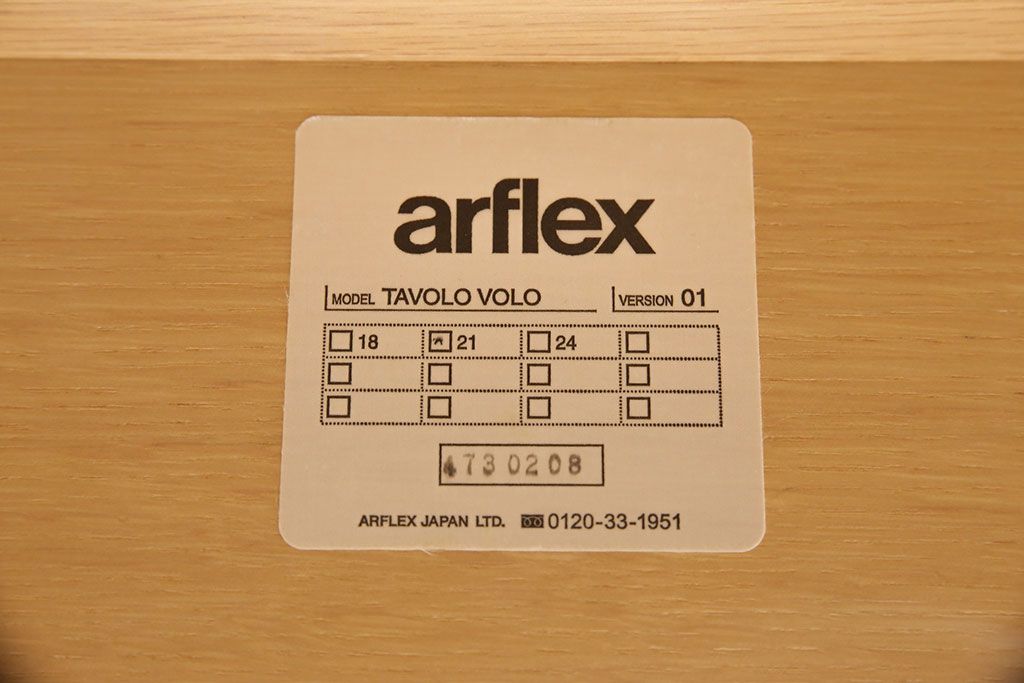 arflex
MODEL TAVOLO VOLO VERSION 01
18 21 24
4730208
ARFLEX JAPAN LTD. 0120-33-1951